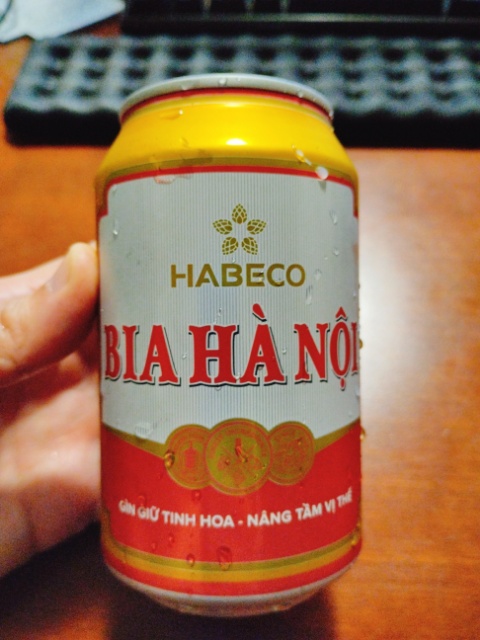 HABECO
BIA HÀ NỘI
GÌN GIỮ TINH HOA - NÂNG TẦM VỊ THẾ